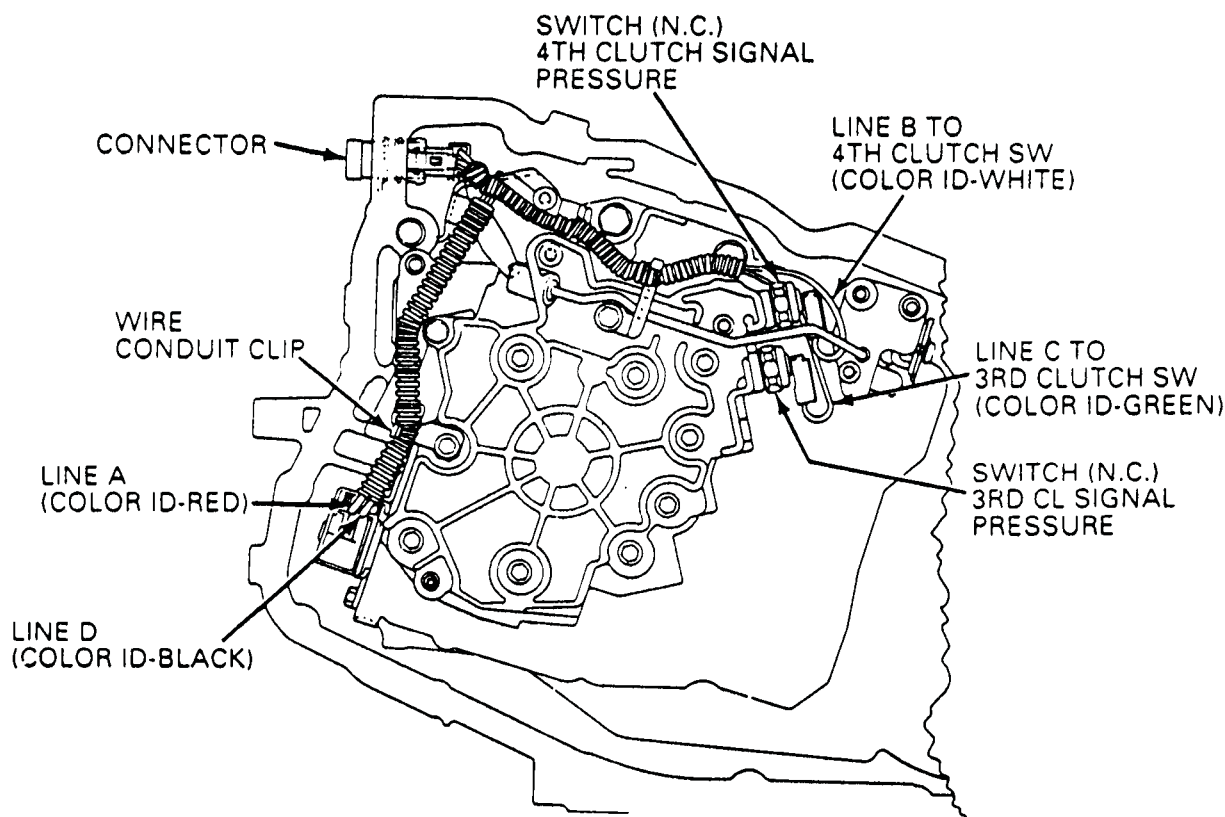 SWITCH (N.C.)
4TH CLUTCH SIGNAL
PRESSURE
CONNECTOR
LINE B TO
4TH CLUTCH SW
(COLOR ID-WHITE)
WIRE
CONDUIT CLIP
LINE C TO
3RD CLUTCH SW
(COLOR ID-GREEN)
LINE A
(COLOR ID-RED)
SWITCH (N.C.)
3RD CL SIGNAL
PRESSURE
LINE D
(COLOR ID-BLACK)